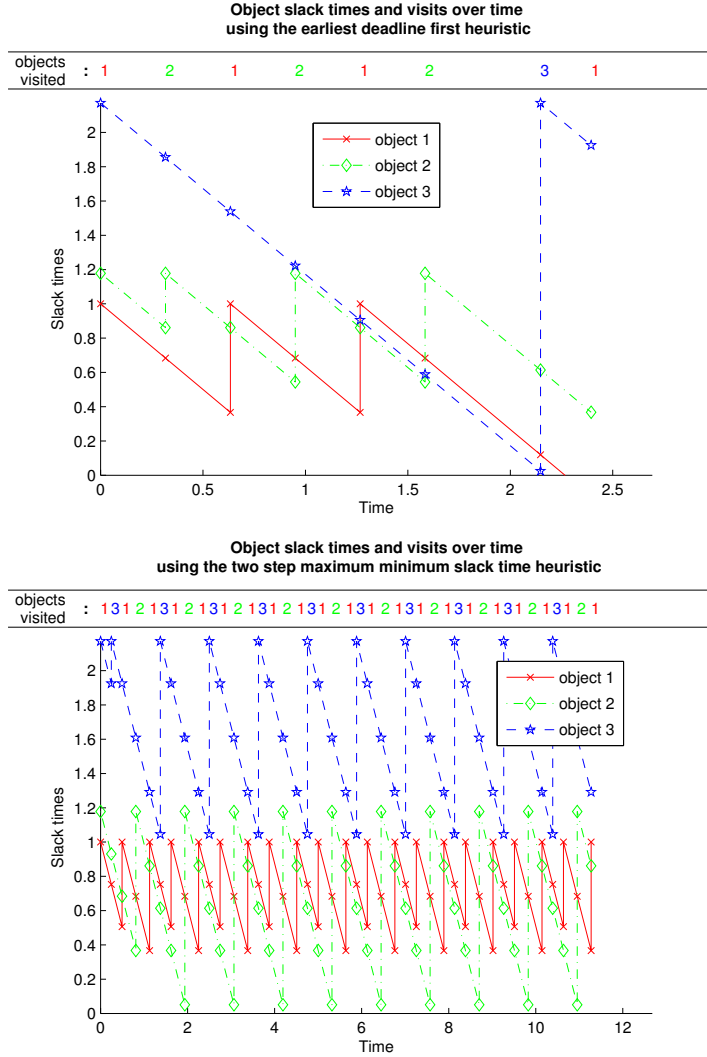 Object slack times and visits over time
using the earliest deadline first heuristic
objects
visited : 1 2 1 2 1 2 3 1
2
1.8
1.6
1.4
1.2
1
0.8
0.6
0.4
0.2
0
Slack times
object 1
object 2
object 3
0 0.5 1 1.5 2 2.5
Time
Object slack times and visits over time
using the two step maximum minimum slack time heuristic
objects
visited : 1 3 1 2 1 3 1 2 1 3 1 2 1 3 1 2 1 3 1 2 1 3 1 2 1 3 1 2 1 3 1 2 1 3 1 2 1 3 1 2 1
2
1.8
1.6
1.4
1.2
1
0.8
0.6
0.4
0.2
0
Slack times
object 1
object 2
object 3
0 2 4 6 8 10 12
Time